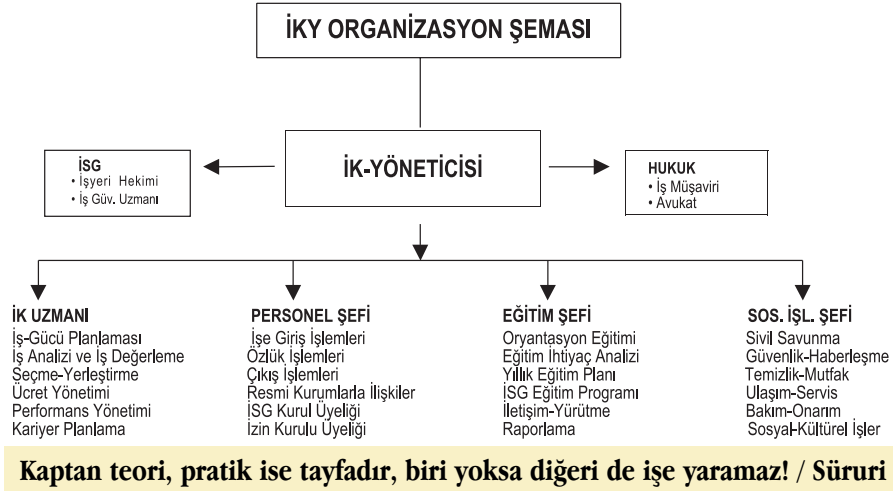 İKY ORGANİZASYON ŞEMASI
İK-YÖNETİCİSİ
İSG
• İşyeri Hekimi
• İş Güv. Uzmanı
HUKUK
• İş Müşaviri
• Avukat
İK UZMANI
İş-Gücü Planlaması
İş Analizi ve İş Değerleme
Seçme-Yerleştirme
Ücret Yönetimi
Performans Yönetimi
Kariyer Planlama
PERSONEL ŞEFİ
İşe Giriş İşlemleri
Özlük İşlemleri
Çıkış İşlemleri
Resmi Kurumlarla İlişkiler
İSG Kurul Üyeliği
İzin Kurulu Üyeliği
EĞİTİM ŞEFİ
Oryantasyon Eğitimi
Eğitim İhtiyaç Analizi
Yıllık Eğitim Planı
İSG Eğitim Programı
İletişim-Yürütme
Raporlama
SOS. İŞL. ŞEFİ
Sivil Savunma
Güvenlik-Haberleşme
Temizlik-Mutfak
Ulaşım-Servis
Bakım-Onarım
Sosyal-Kültürel İşler
Kaptan teori, pratik ise tayfadır, biri yoksa diğeri de işe yaramaz! / Süruri